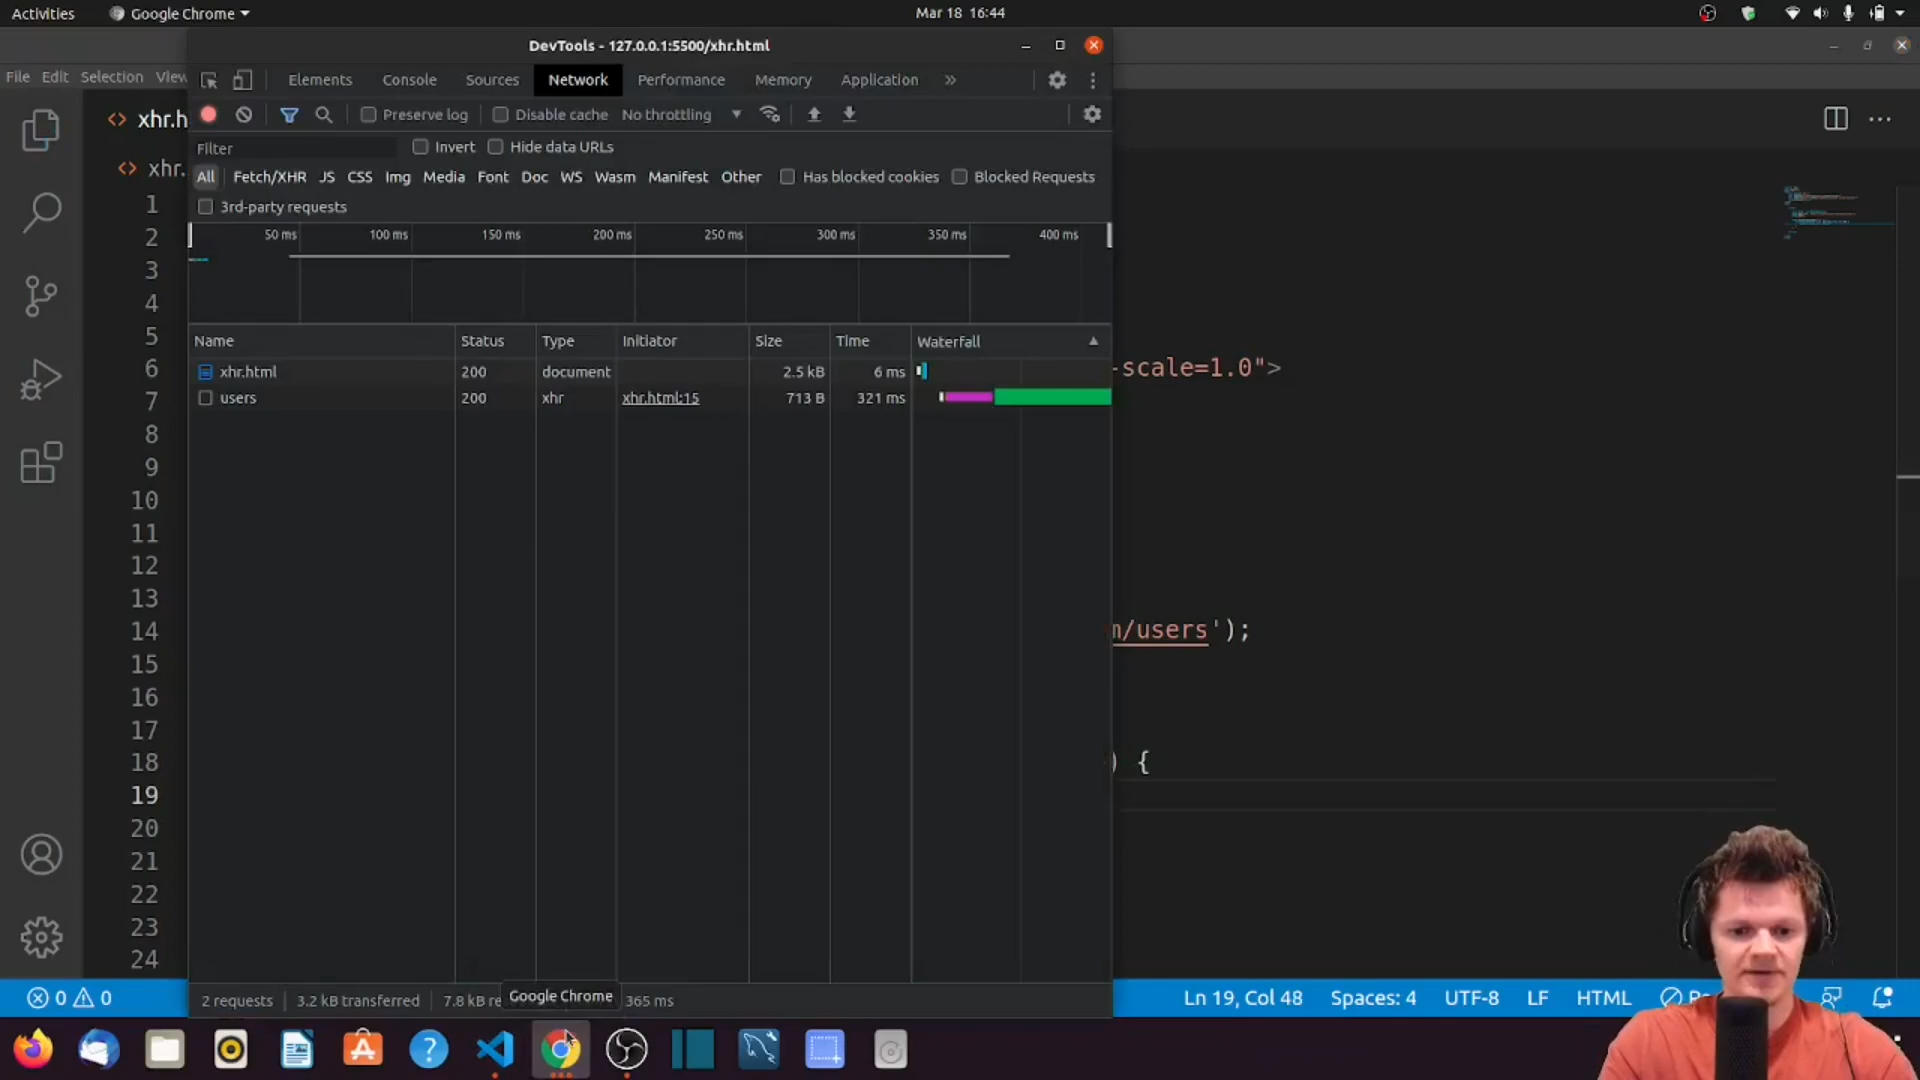 Activities Google Chrome Mar 18 16:44
DevTools - 127.0.0.1:5500/xhr.html
File Edit Selection View
Elements Console Sources Network Performance Memory Application »
xhr.h
Preserve log Disable cache No throttling
Filter Invert Hide data URLs
xhr.
All Fetch/XHR JS CSS Img Media Font Doc WS Wasm Manifest Other Has blocked cookies Blocked Requests
3rd-party requests
50 ms 100 ms 150 ms 200 ms 250 ms 300 ms 350 ms 400 ms
Name Status Type Initiator Size Time Waterfall
xhr.html 200 document 2.5 kB 6 ms
users 200 xhr xhr.html:15 713 B 321 ms
1
2
3
4
5
6 -scale=1.0">
7
8
9
10
11
12
13
14 m/users');
15
16
17
18 ) {
19
20
21
22
23
24
2 requests 3.2 kB transferred 7.8 kB re 365 ms
Google Chrome
0 0 Ln 19, Col 48 Spaces: 4 UTF-8 LF HTML